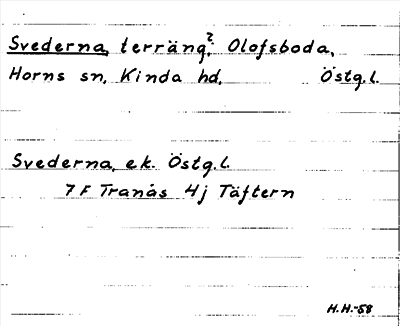 Svederna, terräng?, Olofsboda,
Horns sn, Kinda hd, Östg.l.
Svederna, ek. Östg.l.
7 F Tranås 4j Täftern
H.H.-58